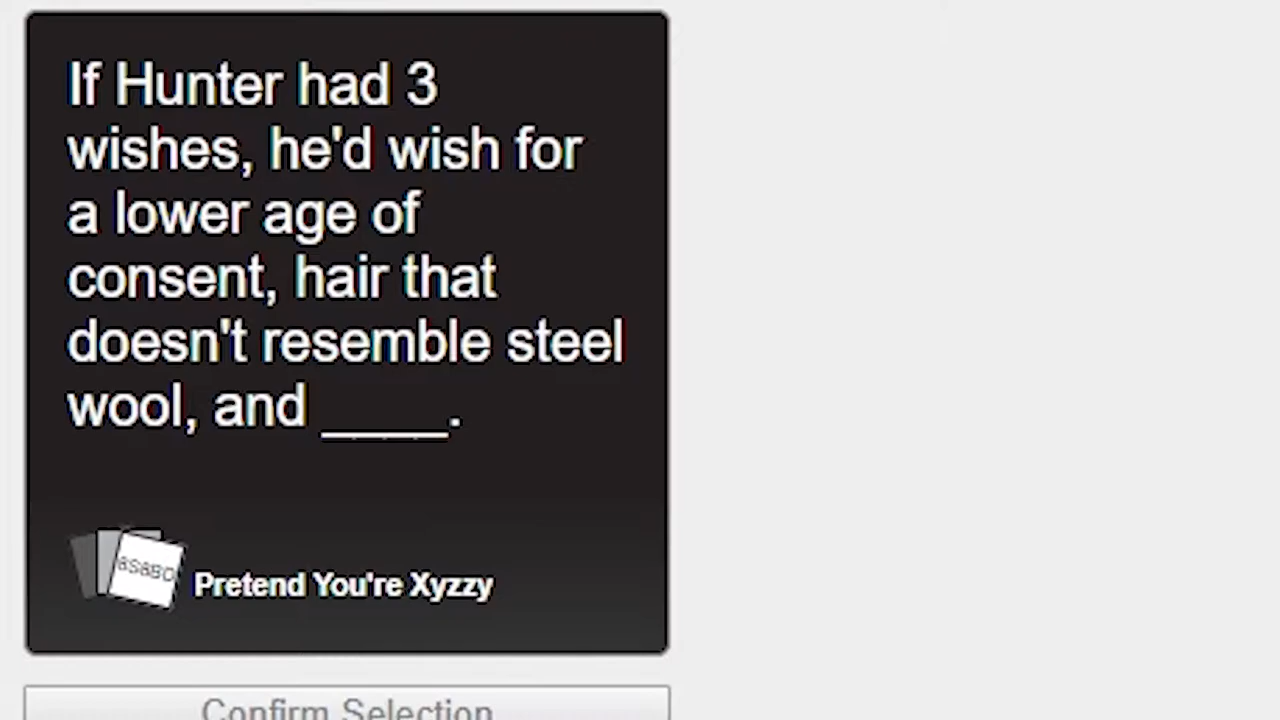 If Hunter had 3
wishes, he'd wish for
a lower age of
consent, hair that
doesn't resemble steel
wool, and ____.
Pretend You're Xyzzy
Confirm Selection